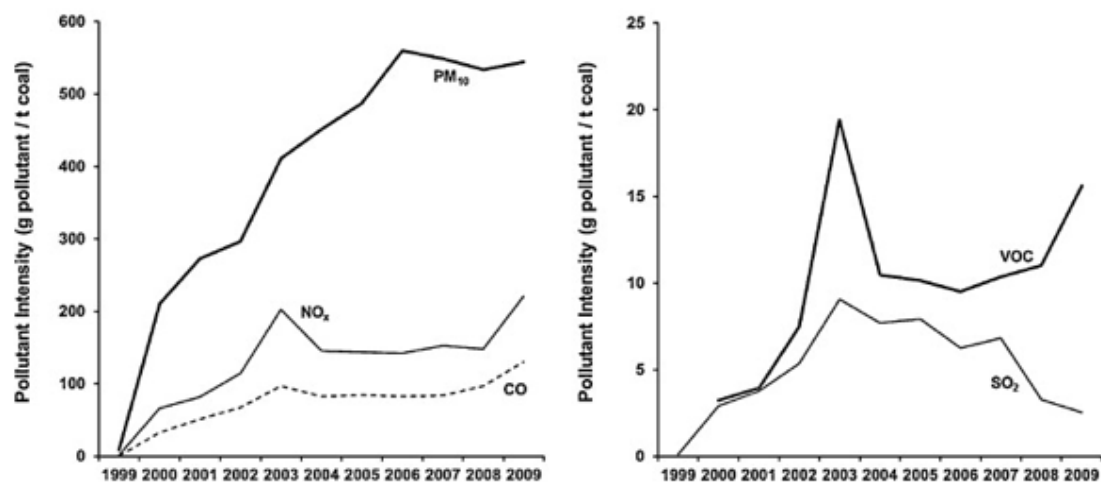 Pollutant Intensity (g pollutant / t coal)
600
500
400
300
200
100
0
PM₁₀
NOₓ
CO
1999 2000 2001 2002 2003 2004 2005 2006 2007 2008 2009
Pollutant Intensity (g pollutant / t coal)
25
20
15
10
5
0
VOC
SO₂
1999 2000 2001 2002 2003 2004 2005 2006 2007 2008 2009